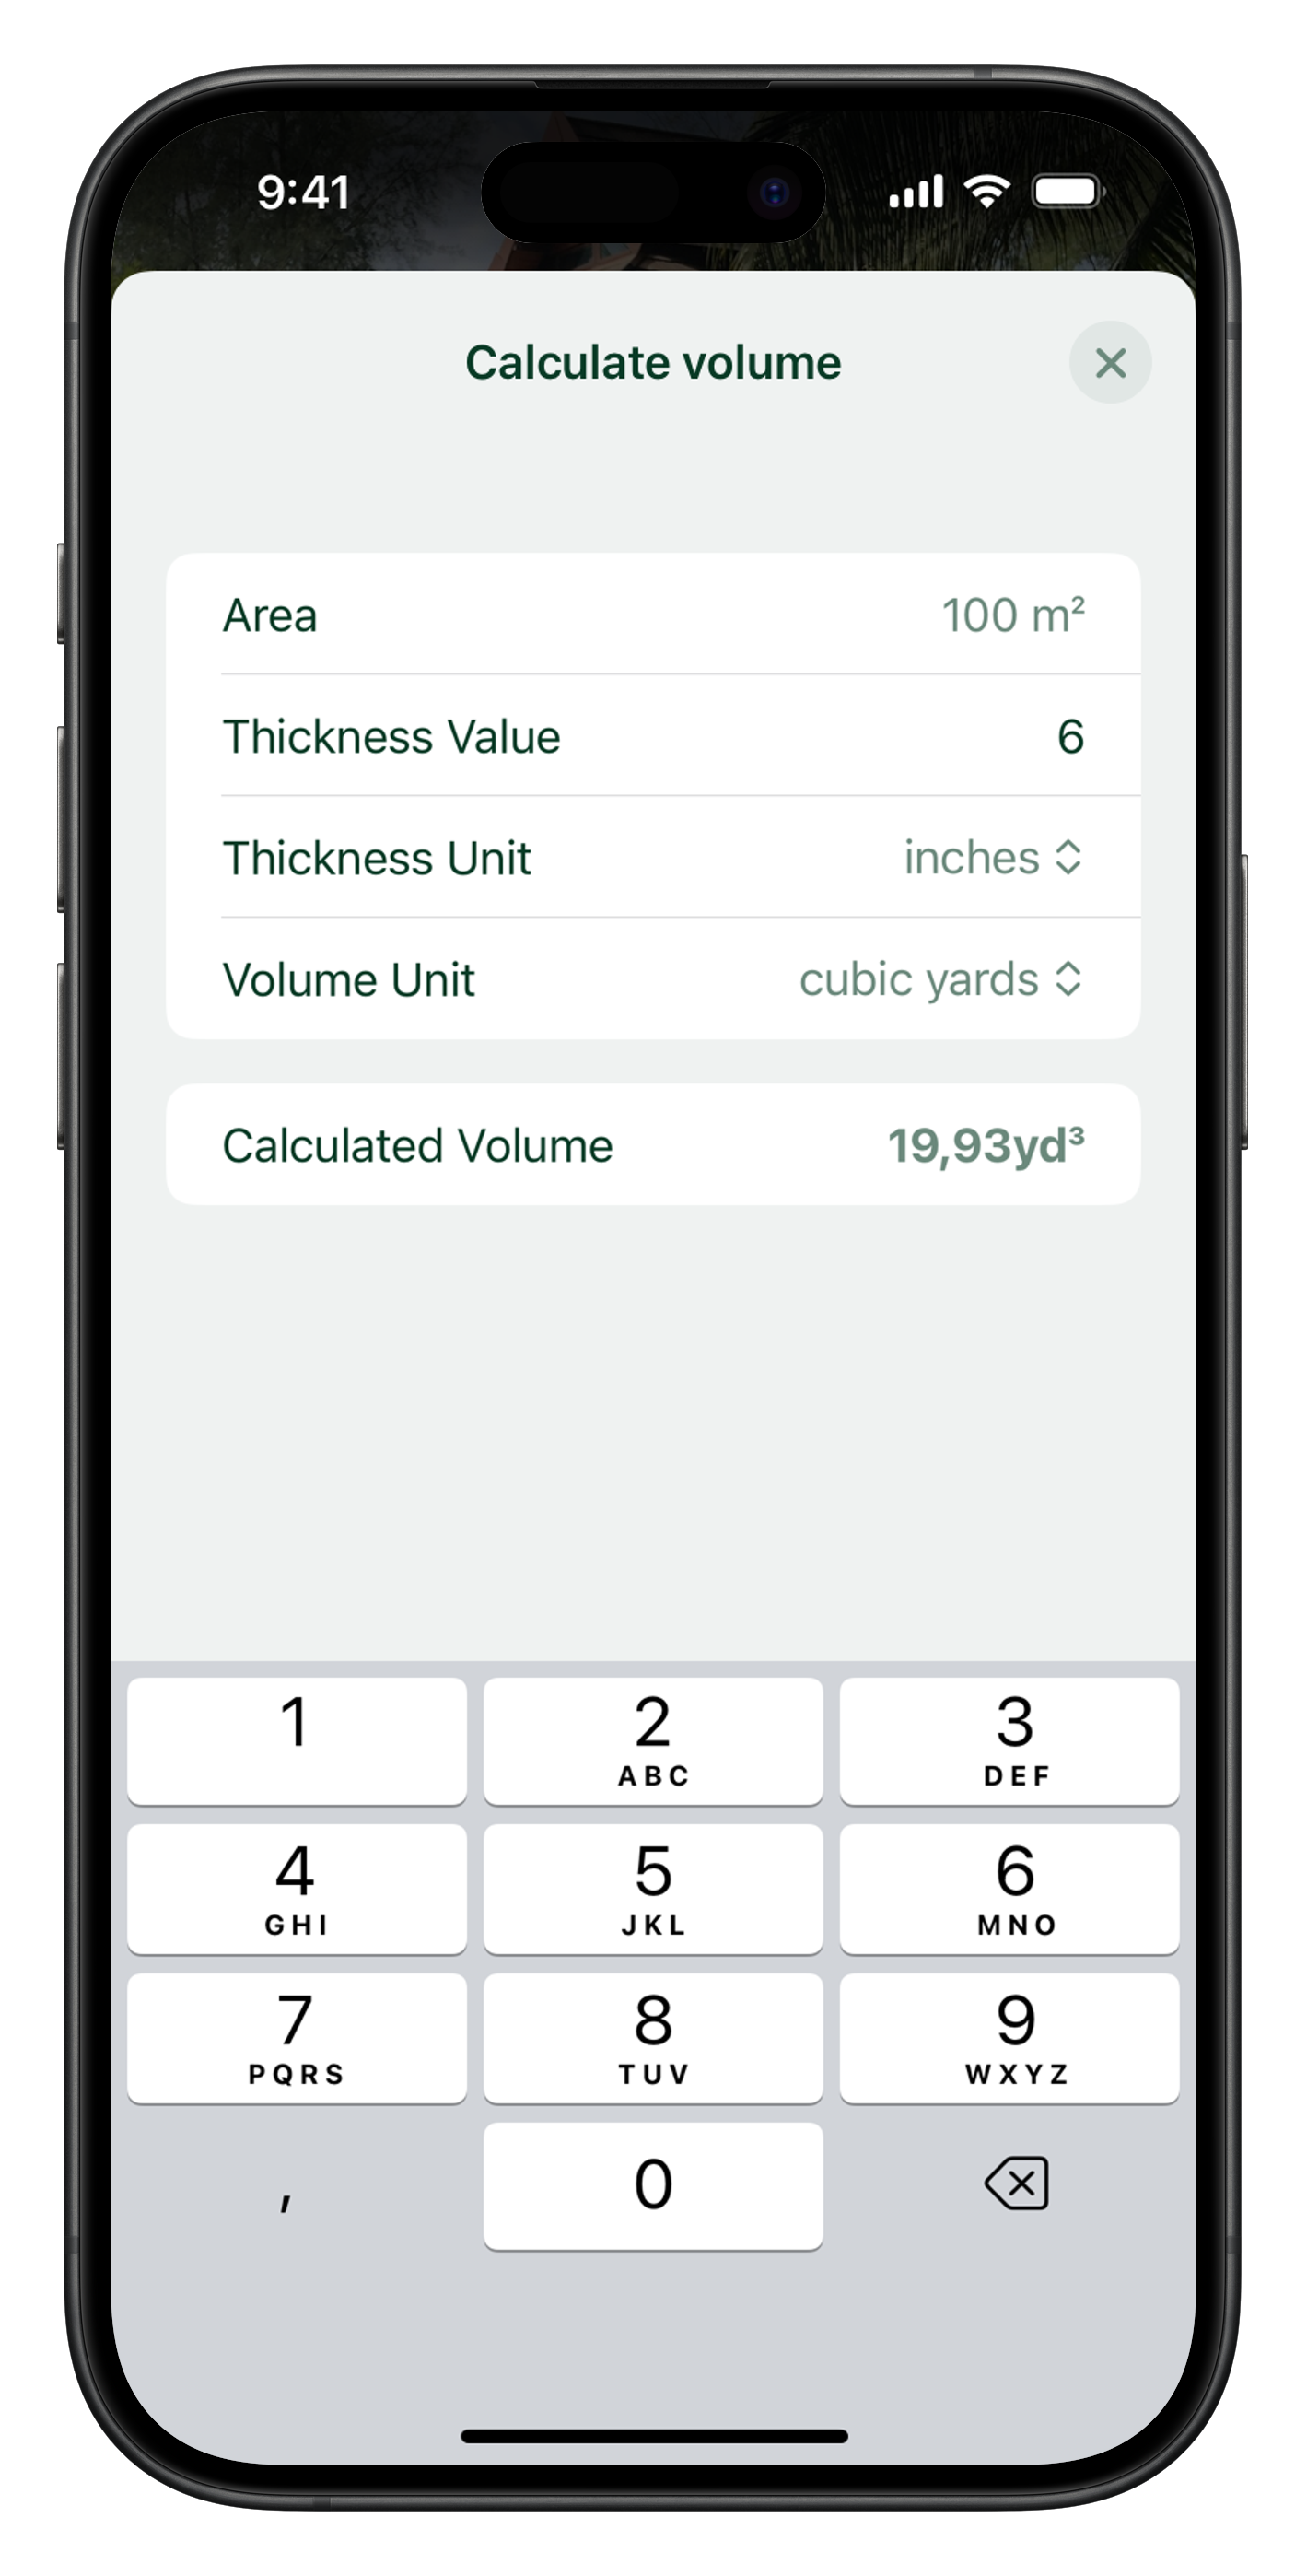 9:41
Calculate volume
Area 100 m²
Thickness Value 6
Thickness Unit inches
Volume Unit cubic yards
Calculated Volume 19,93yd³
1 2 3
ABC DEF
4 5 6
GHI JKL MNO
7 8 9
PQRS TUV WXYZ
, 0